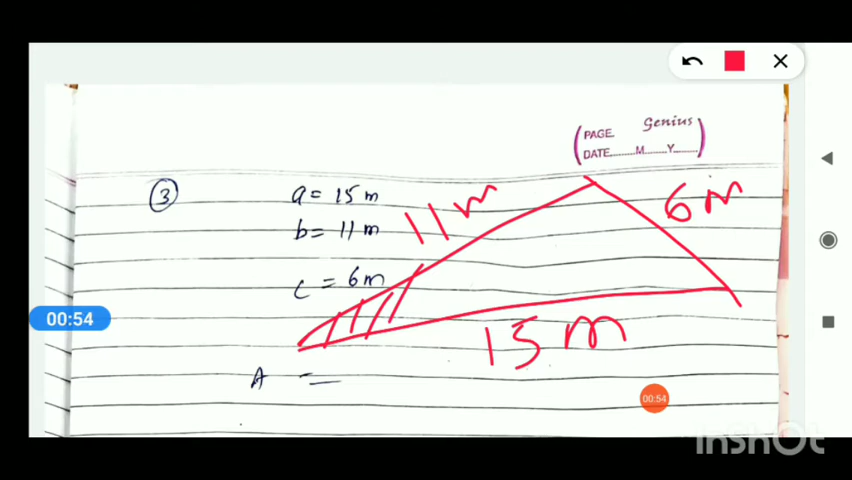 Genius
PAGE
DATE.........M.......Y.......
3
a = 15 m
b = 11 m
c = 6 m
11 m
6 m
15 m
A =
00:54
00:54
InShOt